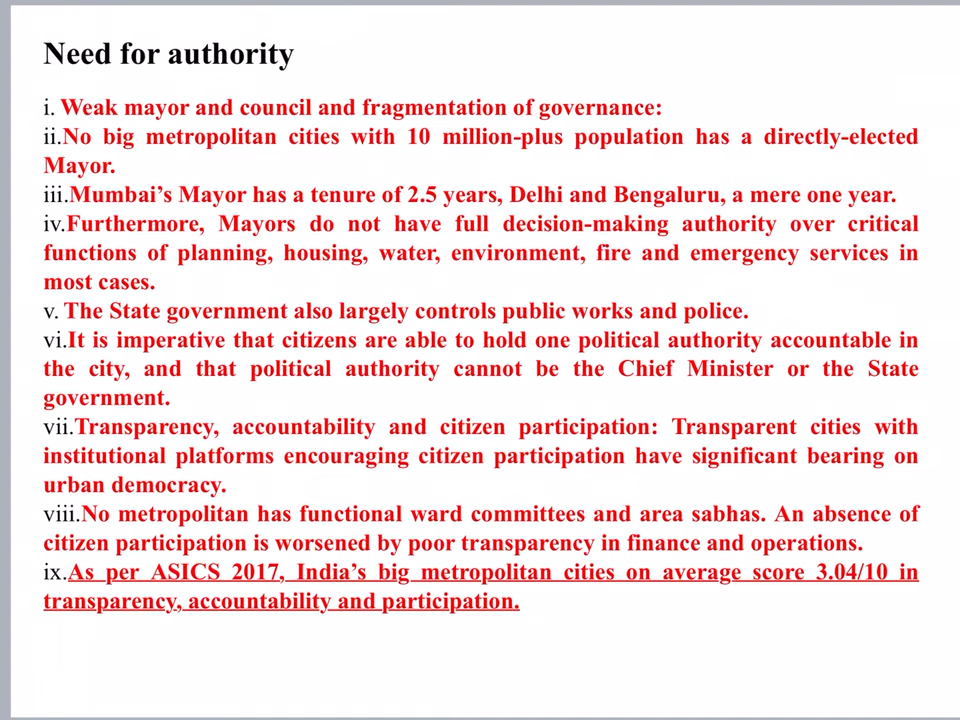 Need for authority
i. Weak mayor and council and fragmentation of governance:
ii.No big metropolitan cities with 10 million-plus population has a directly-elected
Mayor.
iii.Mumbai’s Mayor has a tenure of 2.5 years, Delhi and Bengaluru, a mere one year.
iv.Furthermore, Mayors do not have full decision-making authority over critical
functions of planning, housing, water, environment, fire and emergency services in
most cases.
v. The State government also largely controls public works and police.
vi.It is imperative that citizens are able to hold one political authority accountable in
the city, and that political authority cannot be the Chief Minister or the State
government.
vii.Transparency, accountability and citizen participation: Transparent cities with
institutional platforms encouraging citizen participation have significant bearing on
urban democracy.
viii.No metropolitan has functional ward committees and area sabhas. An absence of
citizen participation is worsened by poor transparency in finance and operations.
ix.As per ASICS 2017, India’s big metropolitan cities on average score 3.04/10 in
transparency, accountability and participation.